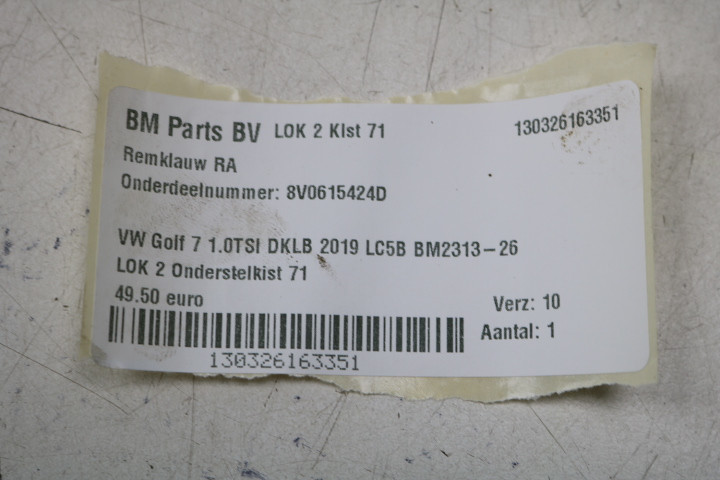 BM Parts BV LOK 2 Klst 71 130326163351
Remklauw RA
Onderdeelnummer: 8V0615424D
VW Golf 7 1.0TSI DKLB 2019 LC5B BM2313-26
LOK 2 Onderstelkist 71
49.50 euro Verz: 10
Aantal: 1
130326163351